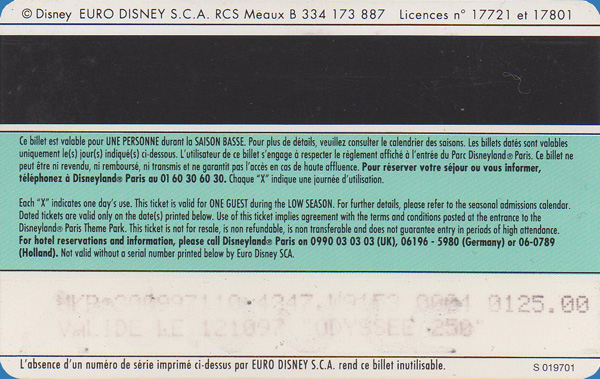 © Disney EURO DISNEY S.C.A. RCS Meaux B 334 173 887 Licences n° 17721 et 17801
Ce billet est valable pour UNE PERSONNE durant la SAISON BASSE. Pour plus de détails, veuillez consulter le calendrier des saisons. Les billets datés sont valables
uniquement le(s) jour(s) indiqué(s) ci-dessous. L'utilisateur de ce billet s'engage à respecter le règlement affiché à l'entrée du Parc Disneyland® Paris. Ce billet ne
peut être ni revendu, ni remboursé, ni transmis et ne garantit pas l'accès en cas de haute affluence. Pour réserver votre séjour ou vous informer,
téléphonez à Disneyland® Paris au 01 60 30 60 30. Chaque "X" indique une journée d'utilisation.
Each "X" indicates one day's use. This ticket is valid for ONE GUEST during the LOW SEASON. For further details, please refer to the seasonal admissions calendar.
Dated tickets are valid only on the date(s) printed below. Use of this ticket implies agreement with the terms and conditions posted at the entrance to the
Disneyland® Paris Theme Park. This ticket is not for resale, is non refundable, is non transferable and does not guarantee entry in periods of high attendance.
For hotel reservations and information, please call Disneyland® Paris on 0990 03 03 03 (UK), 06196 - 5980 (Germany) or 06-0789
(Holland). Not valid without a serial number printed below by Euro Disney SCA.
0125.00
VALIDE LE 121097 "ODYSSEE 250"
L'absence d'un numéro de série imprimé ci-dessus par EURO DISNEY S.C.A. rend ce billet inutilisable.
S 019701